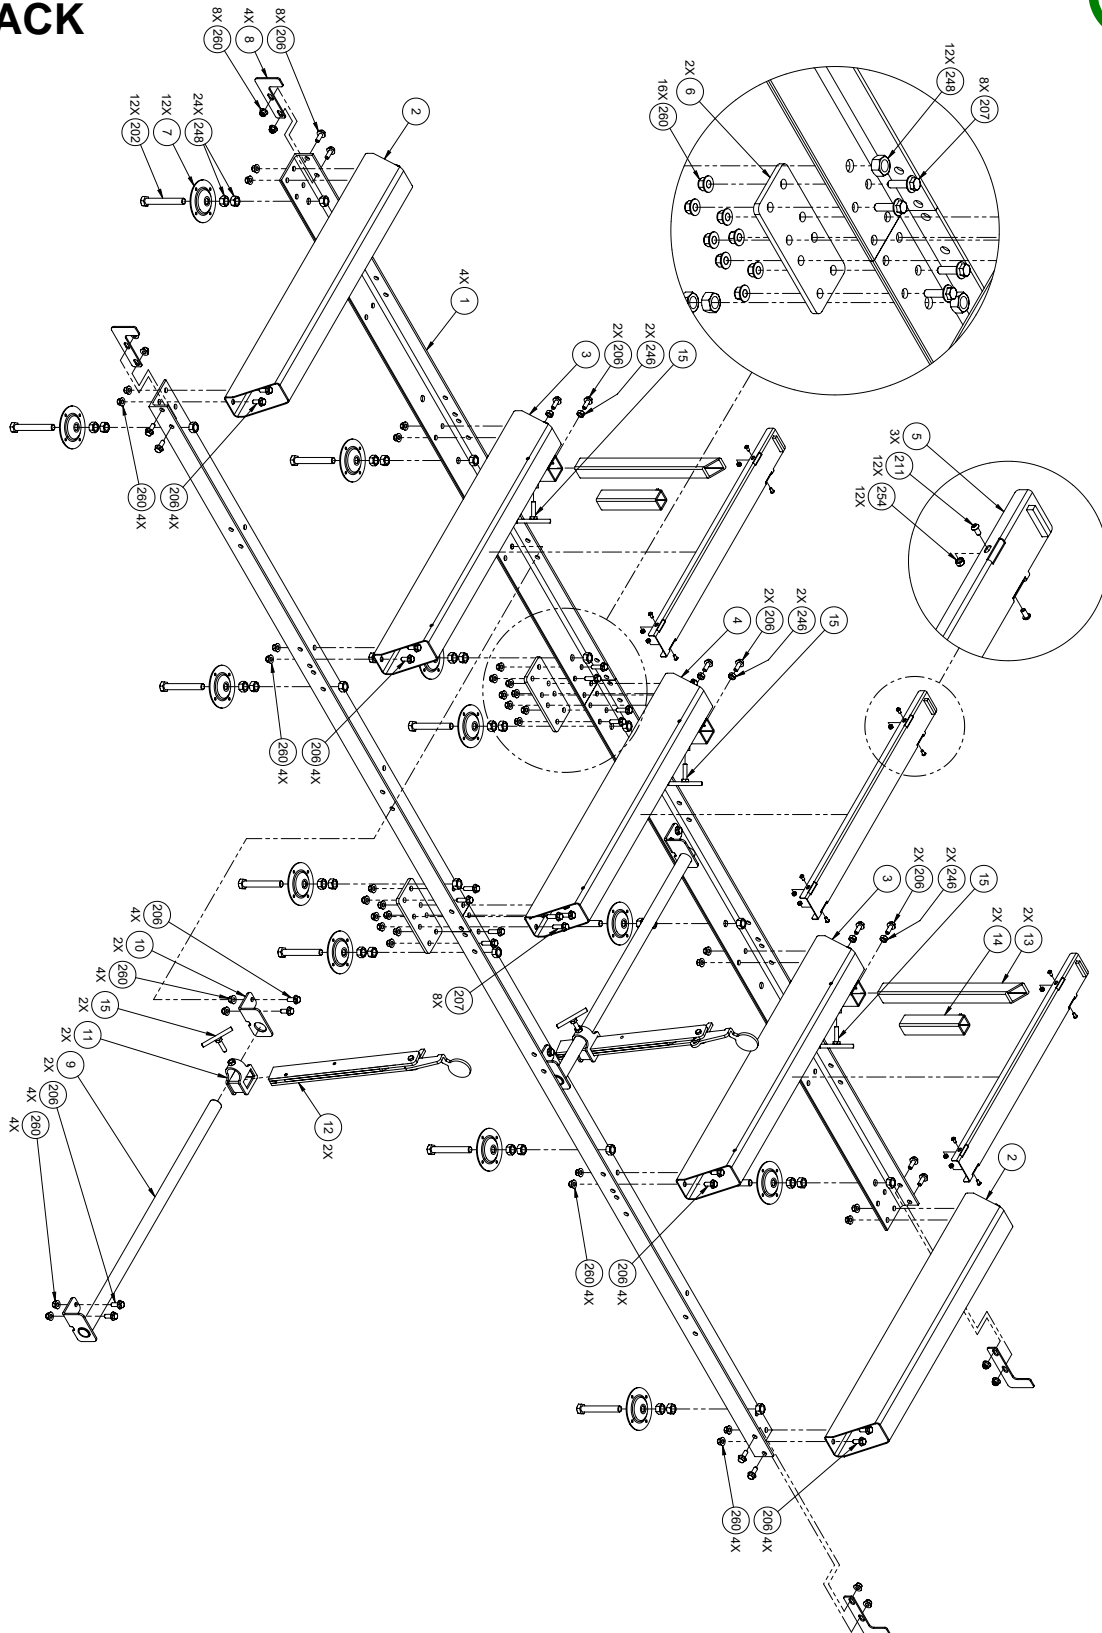 ACK
8X 260
4X 8
8X 206
12X 202
12X 7
24X 248
2
4X 1
2X 6
16X 260
12X 248
8X 207
3
2X 206
2X 246
15
5 3X
211 12X
254 12X
4
2X 206
2X 246
15
3
2X 206
2X 246
15
2X 13
2X 14
2
260 4X
206 4X
260 4X
206 4X
207 8X
206 4X
10 2X
260 4X
15 2X
11 2X
9
206 2X
260 4X
4X
12 2X
260 4X
206 4X
260 4X
206 4X